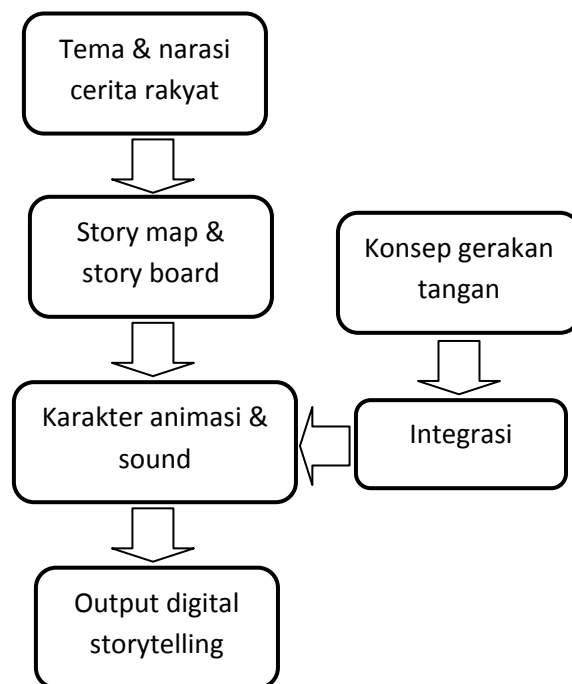 Tema & narasi
cerita rakyat
Story map &
story board
Konsep gerakan
tangan
Karakter animasi &
sound
Integrasi
Output digital
storytelling